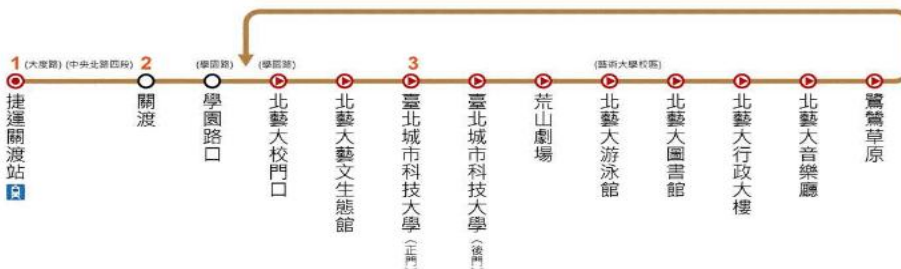 1
(大度路)
(中央北路四段)
2
(學園路)
(學園路)
3
(藝術大學校區)
捷運關渡站
關渡
學園路口
北藝大校門口
北藝大藝文生態館
臺北城市科技大學(正門)
臺北城市科技大學(後門)
荒山劇場
北藝大游泳館
北藝大圖書館
北藝大行政大樓
北藝大音樂廳
鷺鷥草原